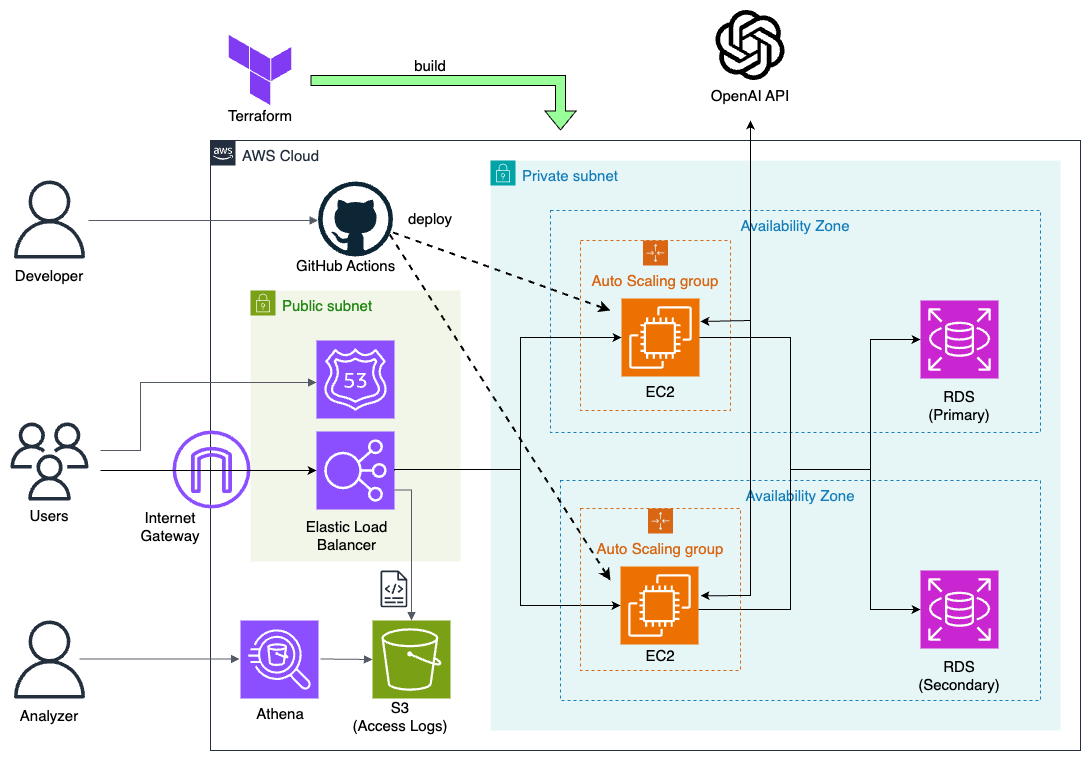 build
Terraform
OpenAI API
aws
AWS Cloud
Private subnet
Developer
GitHub Actions
deploy
Availability Zone
Auto Scaling group
EC2
RDS
(Primary)
Public subnet
53
Users
Internet
Gateway
Elastic Load
Balancer
Availability Zone
Auto Scaling group
EC2
RDS
(Secondary)
</>
Analyzer
Athena
S3
(Access Logs)